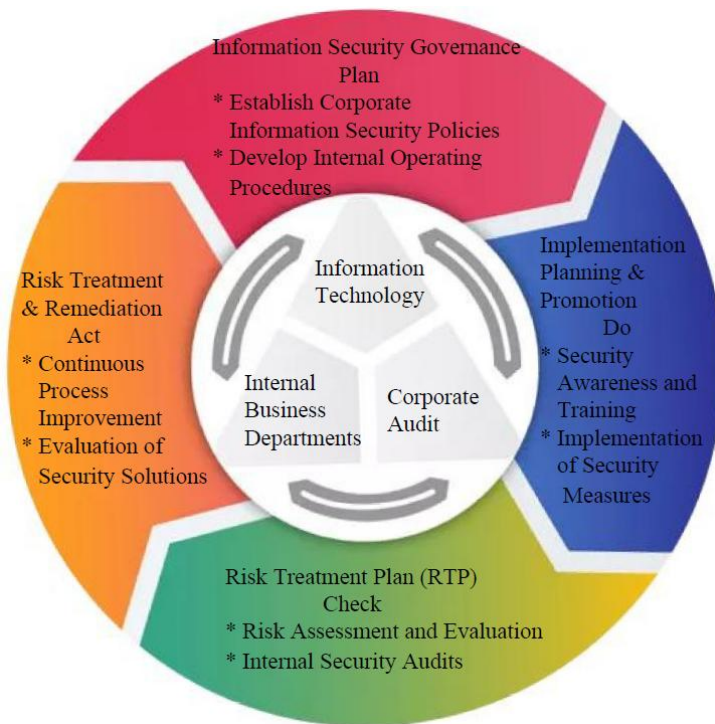 Information Security Governance
Plan
* Establish Corporate
Information Security Policies
* Develop Internal Operating
Procedures
Implementation
Planning &
Promotion
Do
* Security
Awareness and
Training
* Implementation
of Security
Measures
Risk Treatment Plan (RTP)
Check
* Risk Assessment and Evaluation
* Internal Security Audits
Risk Treatment
& Remediation
Act
* Continuous
Process
Improvement
* Evaluation of
Security Solutions
Information
Technology
Internal
Business
Departments
Corporate
Audit